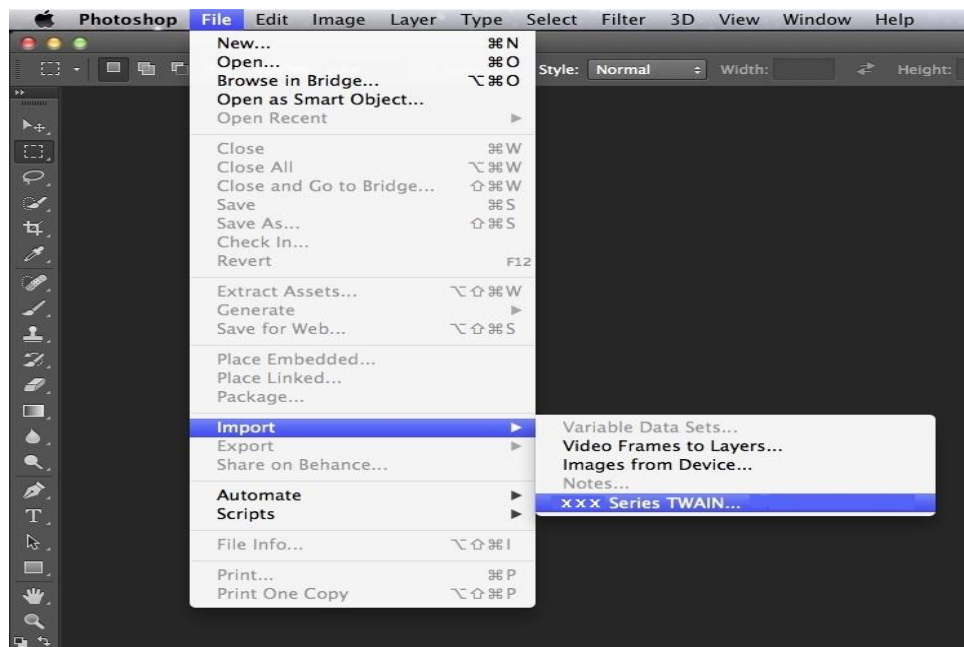 Photoshop File Edit Image Layer Type Select Filter 3D View Window Help
Style: Normal Width: Height:
New... ⌘N
Open... ⌘O
Browse in Bridge... ⌥⌘O
Open as Smart Object...
Open Recent
Close ⌘W
Close All ⌥⌘W
Close and Go to Bridge... ⇧⌘W
Save ⌘S
Save As... ⇧⌘S
Check In...
Revert F12
Extract Assets... ⌥⇧⌘W
Generate
Save for Web... ⌥⇧⌘S
Place Embedded...
Place Linked...
Package...
Import
Export
Share on Behance...
Automate
Scripts
File Info... ⌥⇧⌘I
Print... ⌘P
Print One Copy ⌥⇧⌘P
Variable Data Sets...
Video Frames to Layers...
Images from Device...
Notes...
xxx Series TWAIN...